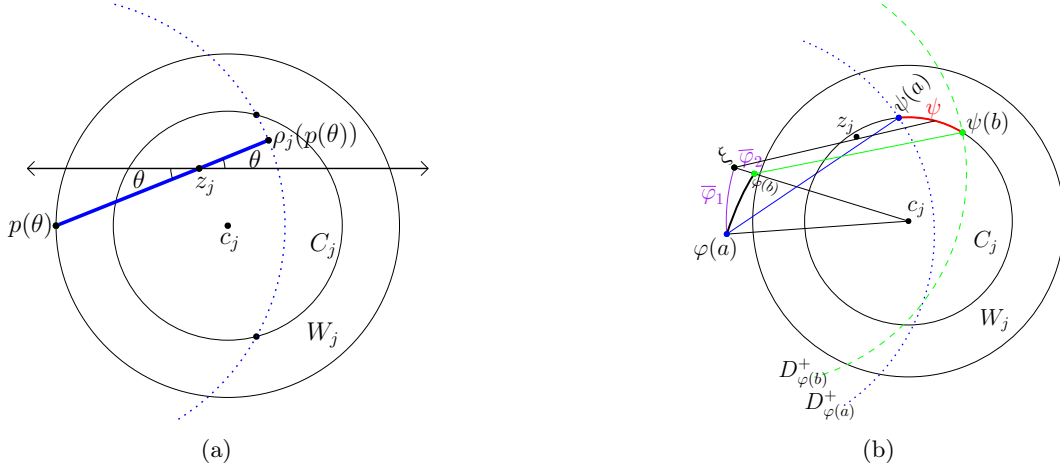 ρ_j(p(θ))
θ
θ
z_j
p(θ)
c_j
C_j
W_j
(a)
ψ(a)
ψ
ψ(b)
z_j
ξ
φ̅_2
φ(b)
φ̅_1
φ(a)
c_j
C_j
W_j
D^+_{φ(b)}
D^+_{φ(a)}
(b)